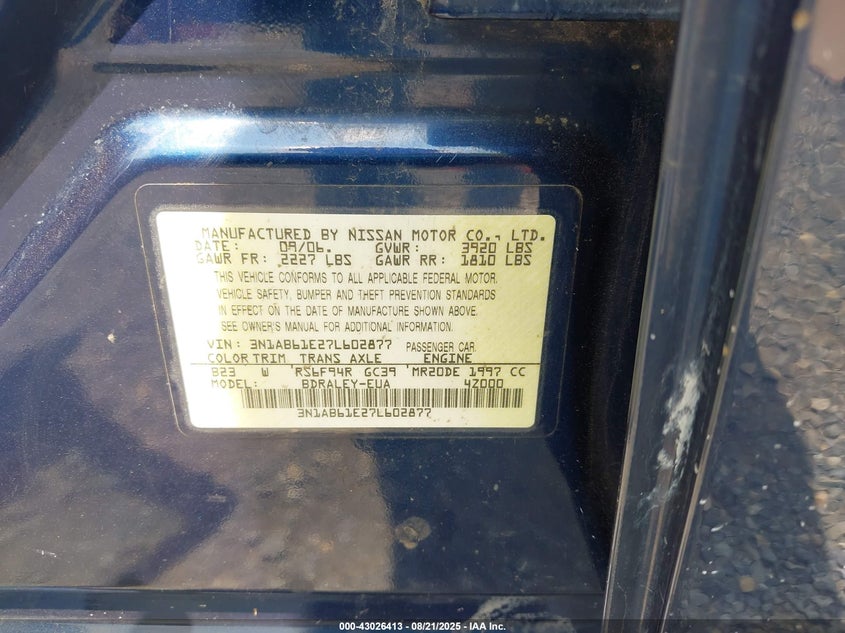 MANUFACTURED BY NISSAN MOTOR CO., LTD.
DATE: 09/06. GVWR: 3920 LBS
GAWR FR: 2227 LBS GAWR RR: 1810 LBS
THIS VEHICLE CONFORMS TO ALL APPLICABLE FEDERAL MOTOR
VEHICLE SAFETY, BUMPER AND THEFT PREVENTION STANDARDS
IN EFFECT ON THE DATE OF MANUFACTURE SHOWN ABOVE.
SEE OWNER'S MANUAL FOR ADDITIONAL INFORMATION.
VIN: 3N1AB61E27L602877 PASSENGER CAR
COLOR TRIM TRANS AXLE ENGINE
B23 W RS6F94R GC39 MR20DE 1997 CC
MODEL: BDRALEY-EUA 4Z000
3N1AB61E27L602877
000-43026413 - 08/21/2025 - IAA Inc.